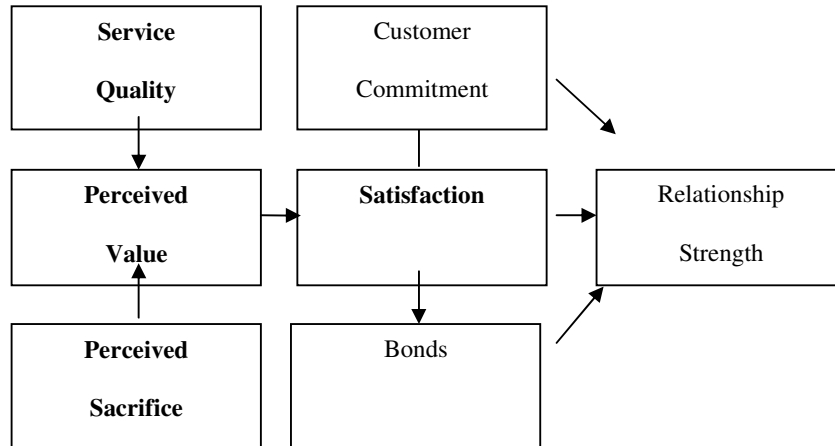 Service
Quality
Customer
Commitment
Perceived
Value
Satisfaction
Relationship
Strength
Perceived
Sacrifice
Bonds